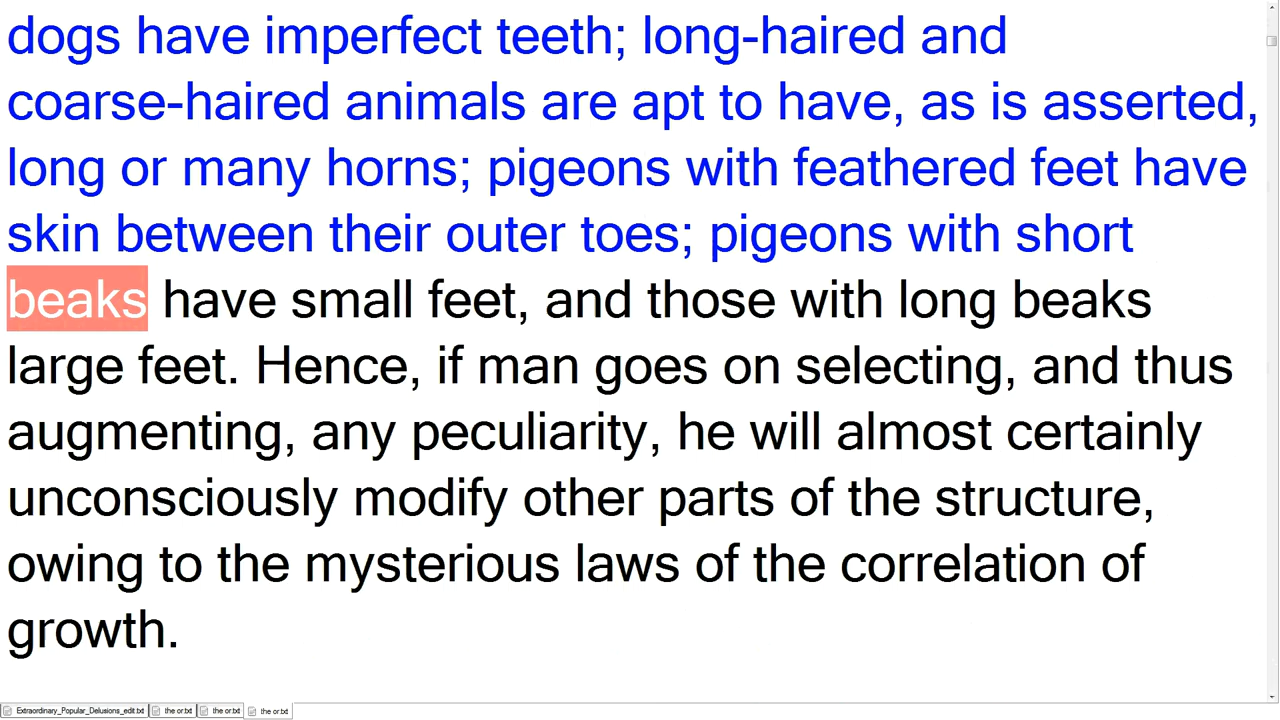 dogs have imperfect teeth; long-haired and
coarse-haired animals are apt to have, as is asserted,
long or many horns; pigeons with feathered feet have
skin between their outer toes; pigeons with short
beaks have small feet, and those with long beaks
large feet. Hence, if man goes on selecting, and thus
augmenting, any peculiarity, he will almost certainly
unconsciously modify other parts of the structure,
owing to the mysterious laws of the correlation of
growth.
Extraordinary_Popular_Delusions_edit.txt the or.txt the or.txt the or.txt